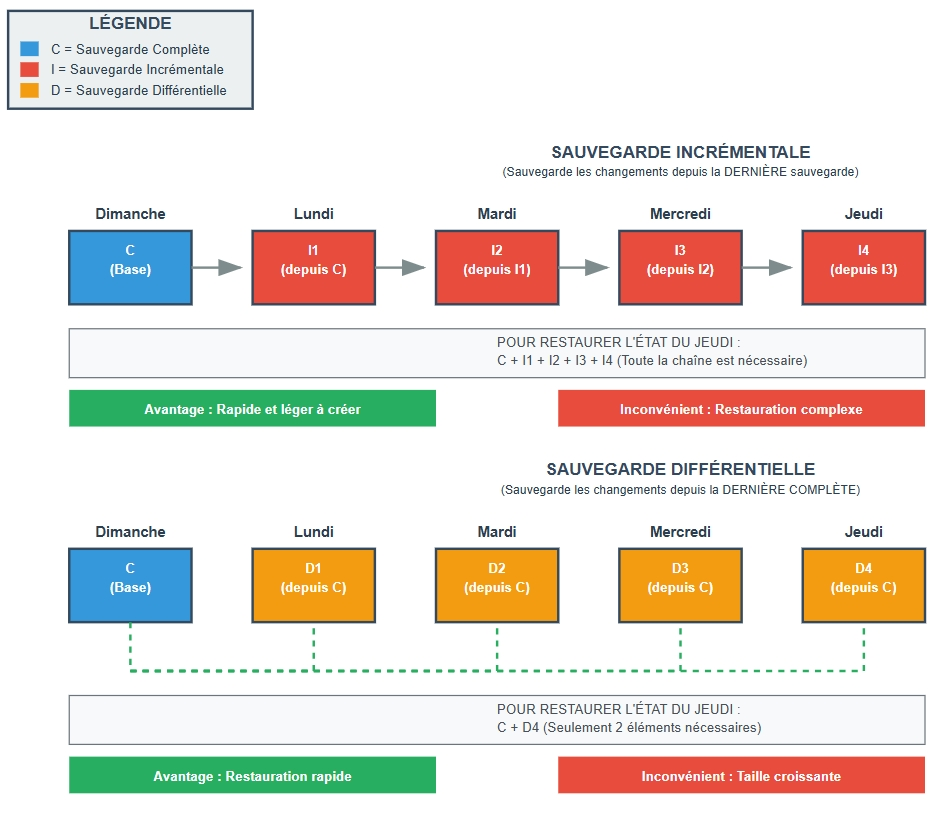 LÉGENDE
C = Sauvegarde Complète
I = Sauvegarde Incrémentale
D = Sauvegarde Différentielle
SAUVEGARDE INCRÉMENTALE
(Sauvegarde les changements depuis la DERNIÈRE sauvegarde)
Dimanche Lundi Mardi Mercredi Jeudi
C I1 I2 I3 I4
(Base) (depuis C) (depuis I1) (depuis I2) (depuis I3)
POUR RESTAURER L'ÉTAT DU JEUDI :
C + I1 + I2 + I3 + I4 (Toute la chaîne est nécessaire)
Avantage : Rapide et léger à créer Inconvénient : Restauration complexe
SAUVEGARDE DIFFÉRENTIELLE
(Sauvegarde les changements depuis la DERNIÈRE COMPLÈTE)
Dimanche Lundi Mardi Mercredi Jeudi
C D1 D2 D3 D4
(Base) (depuis C) (depuis C) (depuis C) (depuis C)
POUR RESTAURER L'ÉTAT DU JEUDI :
C + D4 (Seulement 2 éléments nécessaires)
Avantage : Restauration rapide Inconvénient : Taille croissante